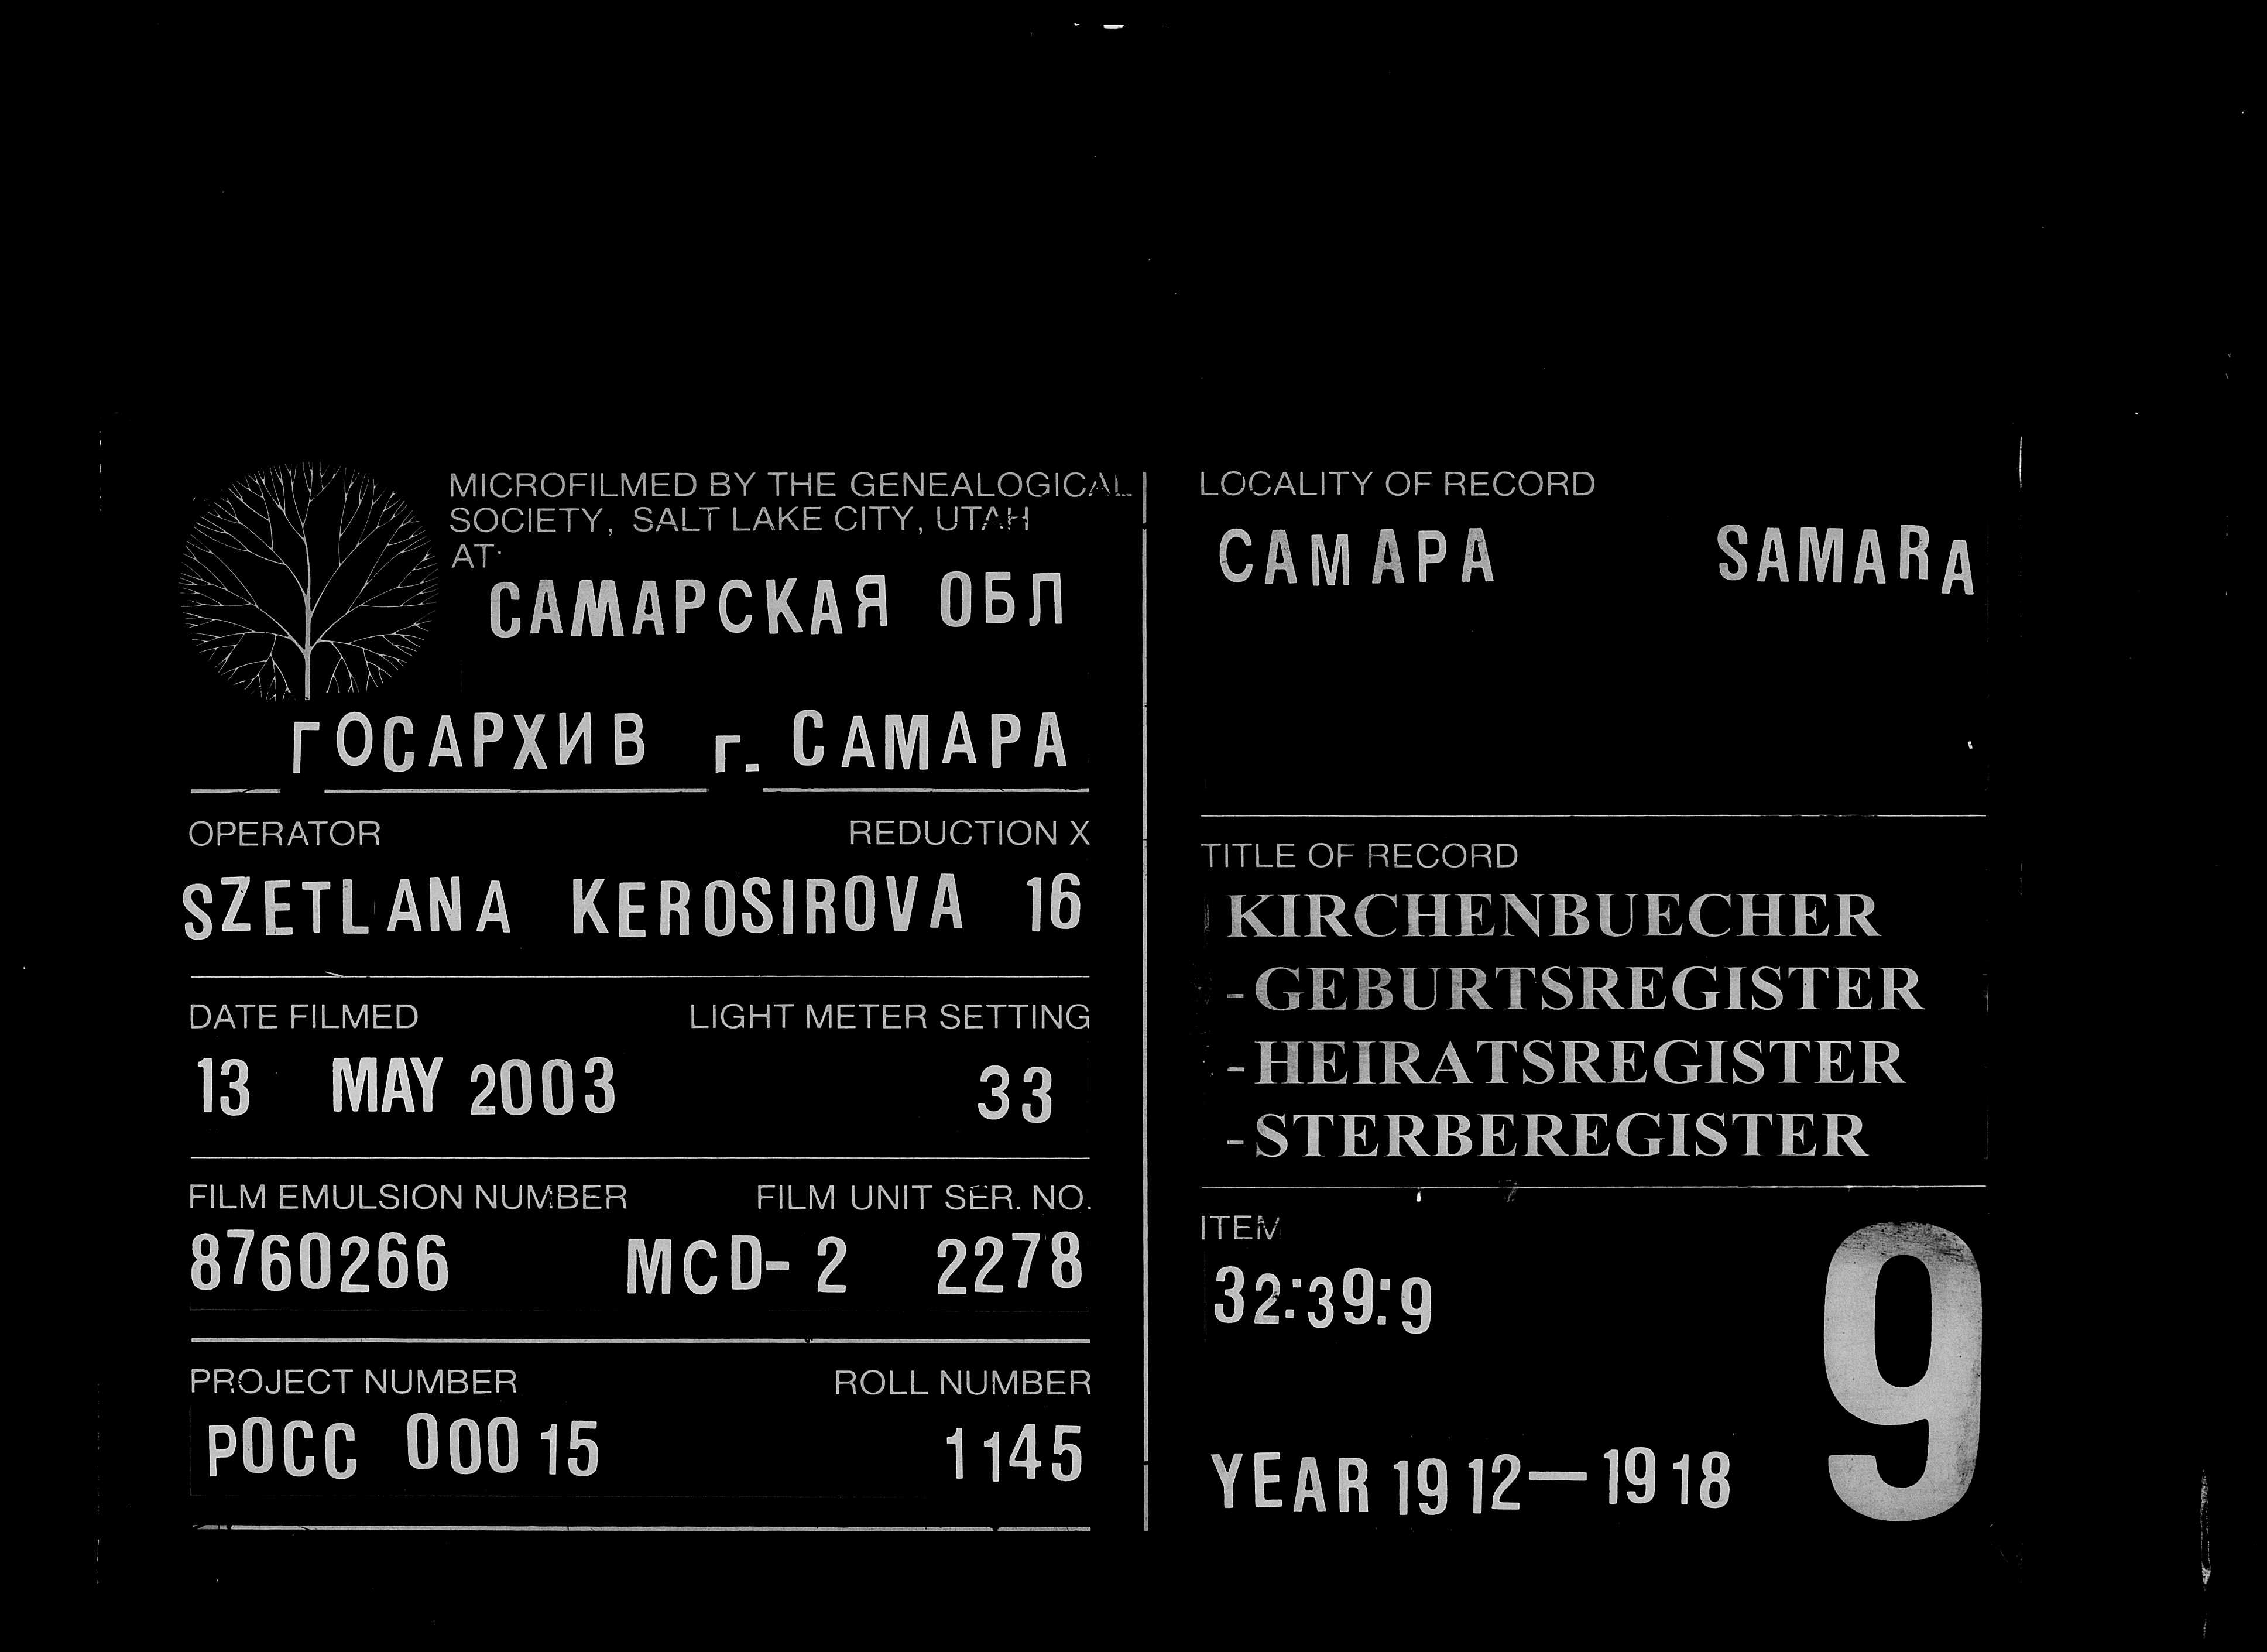 MICROFILMED BY THE GENEALOGICAL
SOCIETY, SALT LAKE CITY, UTAH
AT:
САМАРСКАЯ ОБЛ
ГОСАРХИВ г. САМАРА
OPERATOR REDUCTION X
SZETLANA KEROSIROVA 16
DATE FILMED LIGHT METER SETTING
13 MAY 2003 33
FILM EMULSION NUMBER FILM UNIT SER. NO.
8760266 MCD-2 2278
PROJECT NUMBER ROLL NUMBER
РОСС 00015 1145
LOCALITY OF RECORD
САМАРА SAMARA
TITLE OF RECORD
KIRCHENBUECHER
-GEBURTSREGISTER
-HEIRATSREGISTER
-STERBEREGISTER
ITEM
32:39:9
9
YEAR 1912—1918